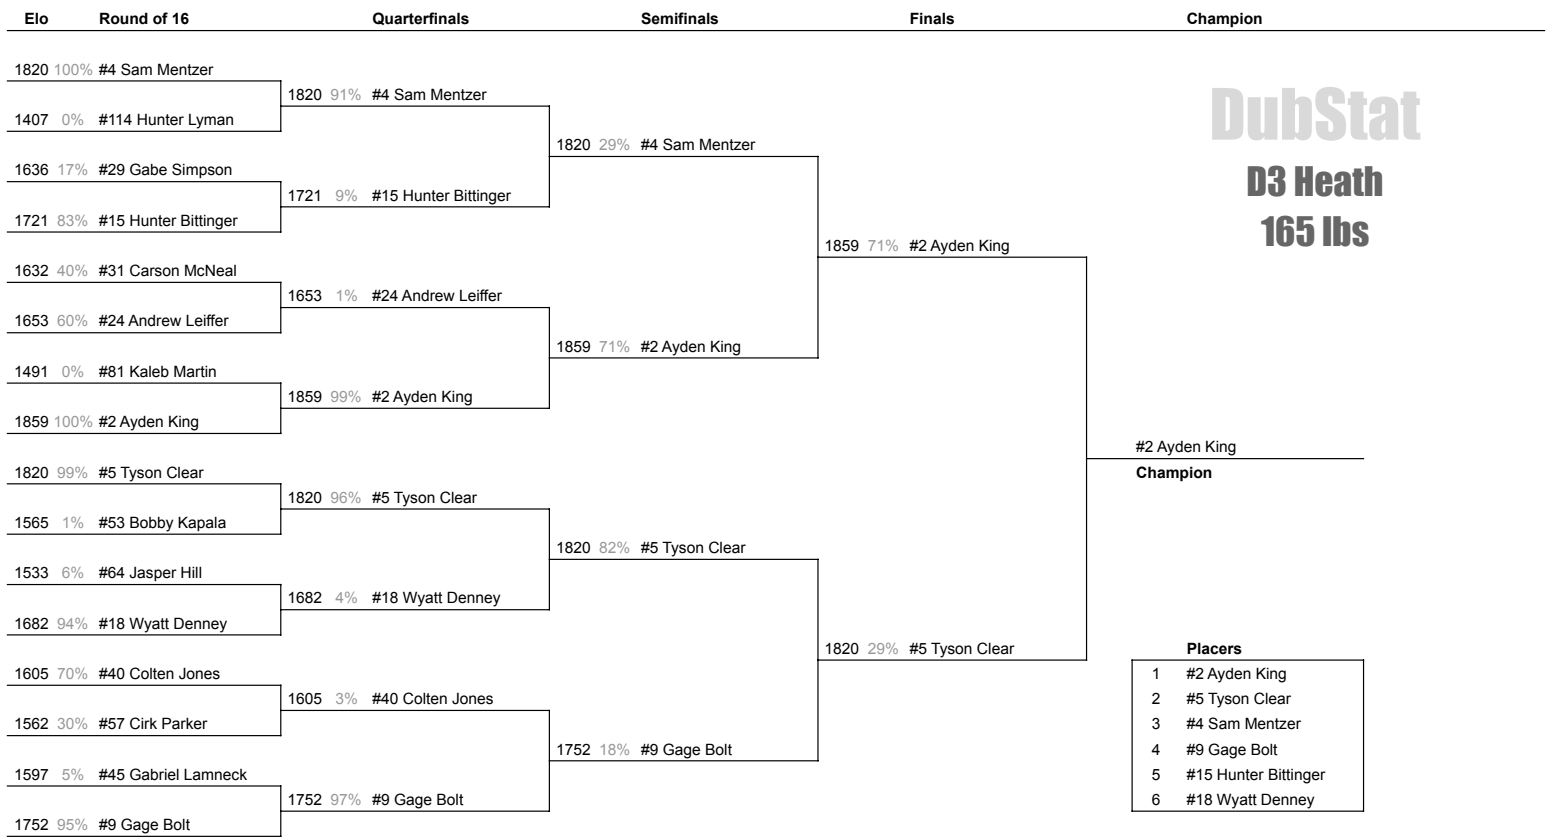 Elo Round of 16 Quarterfinals Semifinals Finals Champion
1820 100% #4 Sam Mentzer
1820 91% #4 Sam Mentzer
DubStat
1407 0% #114 Hunter Lyman
1820 29% #4 Sam Mentzer
1636 17% #29 Gabe Simpson
D3 Heath
1721 9% #15 Hunter Bittinger
1721 83% #15 Hunter Bittinger
165 lbs
1859 71% #2 Ayden King
1632 40% #31 Carson McNeal
1653 1% #24 Andrew Leiffer
1653 60% #24 Andrew Leiffer
1859 71% #2 Ayden King
1491 0% #81 Kaleb Martin
1859 99% #2 Ayden King
1859 100% #2 Ayden King
#2 Ayden King
1820 99% #5 Tyson Clear
Champion
1820 96% #5 Tyson Clear
1565 1% #53 Bobby Kapala
1820 82% #5 Tyson Clear
1533 6% #64 Jasper Hill
1682 4% #18 Wyatt Denney
1682 94% #18 Wyatt Denney
1820 29% #5 Tyson Clear
Placers
1605 70% #40 Colten Jones
1 #2 Ayden King
1605 3% #40 Colten Jones
2 #5 Tyson Clear
1562 30% #57 Cirk Parker
3 #4 Sam Mentzer
1752 18% #9 Gage Bolt
4 #9 Gage Bolt
1597 5% #45 Gabriel Lamneck
5 #15 Hunter Bittinger
1752 97% #9 Gage Bolt
6 #18 Wyatt Denney
1752 95% #9 Gage Bolt